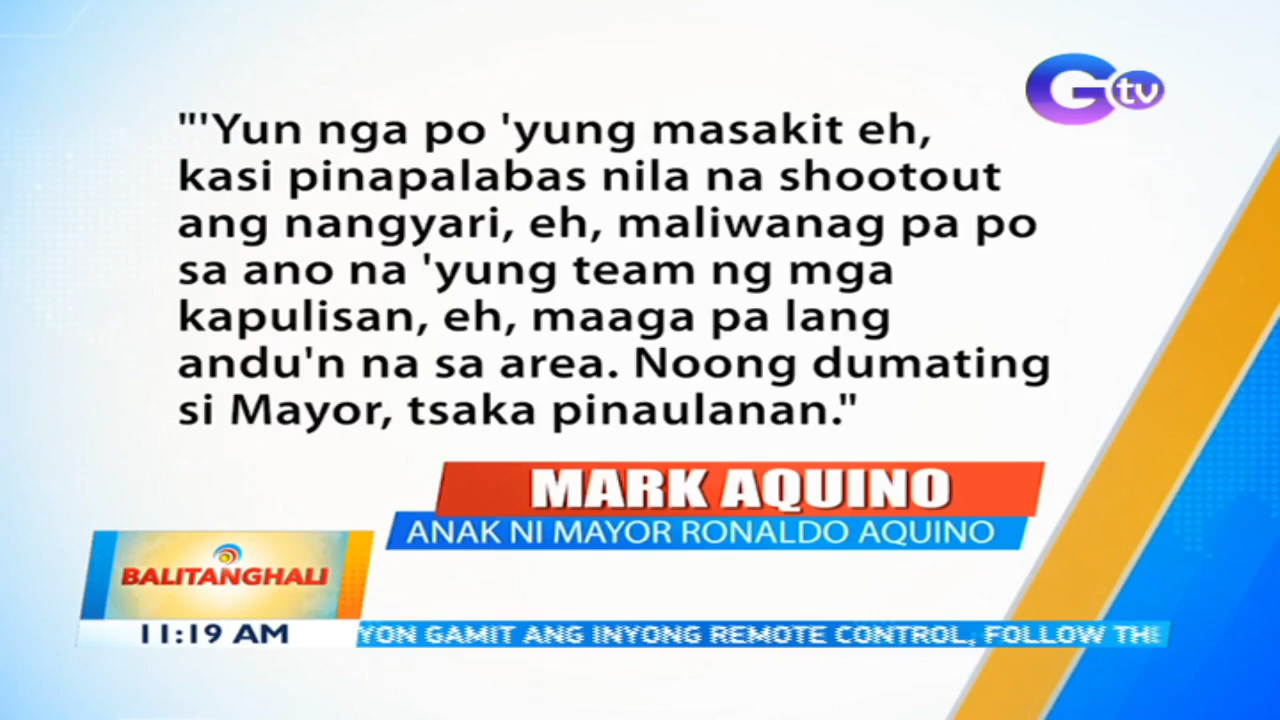 Gtv
"'Yun nga po 'yung masakit eh,
kasi pinapalabas nila na shootout
ang nangyari, eh, maliwanag pa po
sa ano na 'yung team ng mga
kapulisan, eh, maaga pa lang
andu'n na sa area. Noong dumating
si Mayor, tsaka pinaulanan."
MARK AQUINO
ANAK NI MAYOR RONALDO AQUINO
BALITANGHALI
11:19 AM
YON GAMIT ANG INYONG REMOTE CONTROL, FOLLOW THE